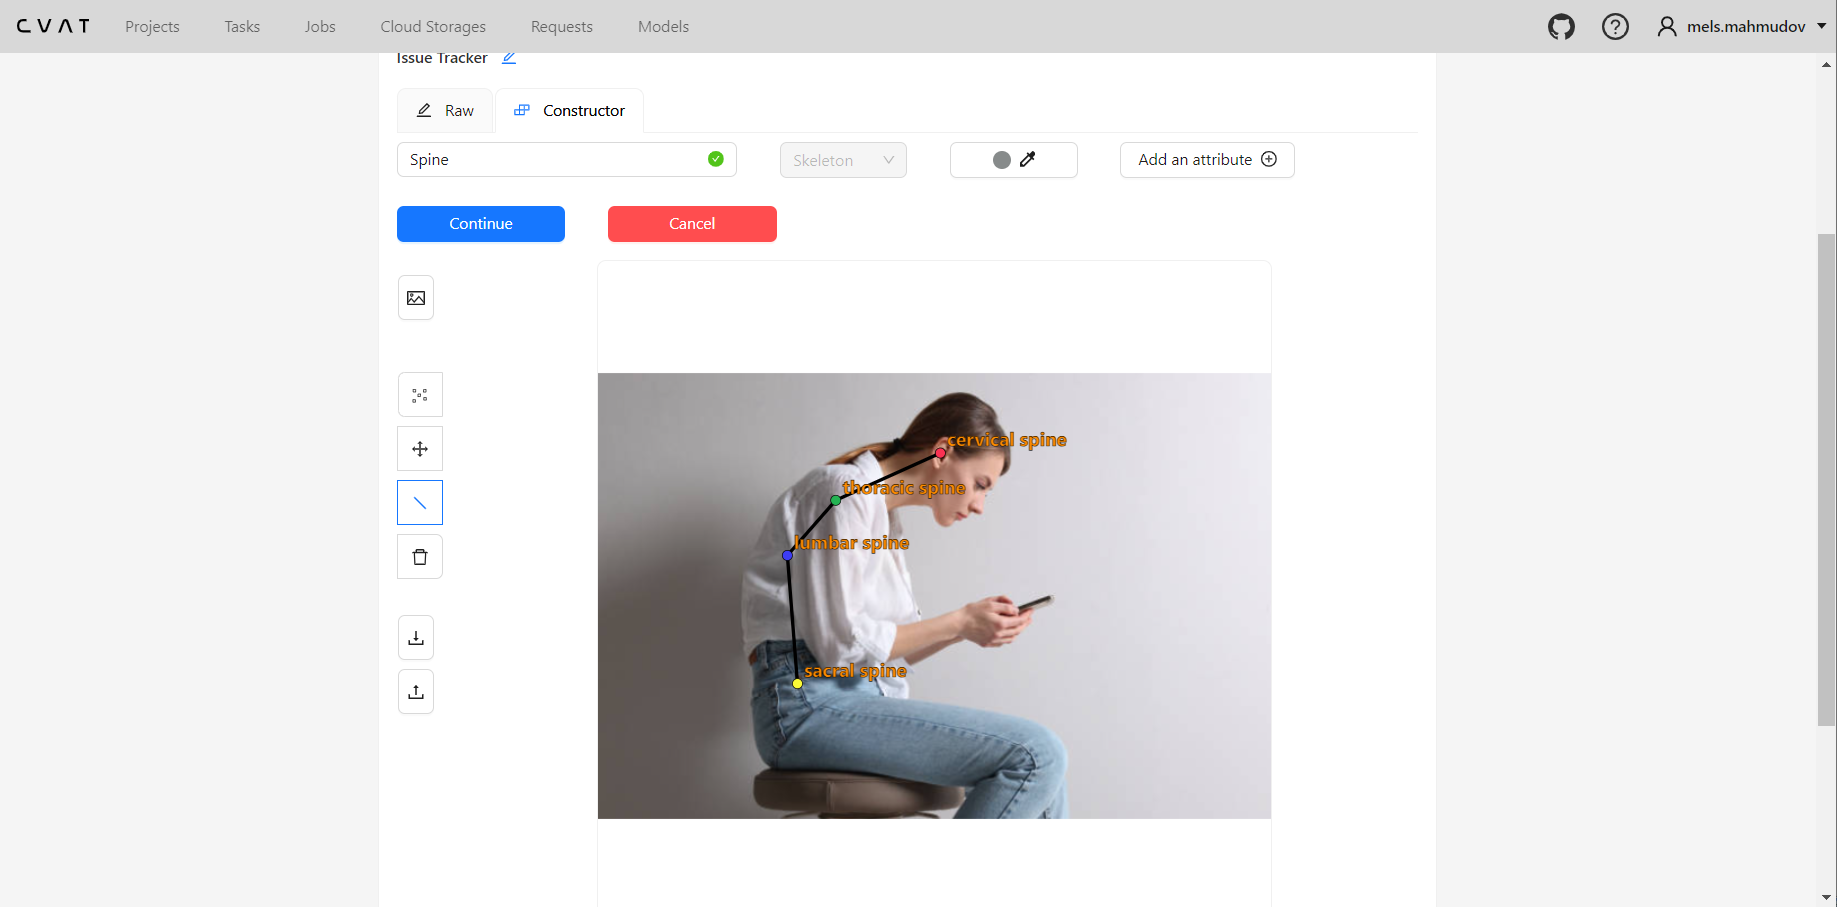 CVAT Projects Tasks Jobs Cloud Storages Requests Models mels.mahmudov
Issue Tracker
Raw Constructor
Spine Skeleton Add an attribute
Continue Cancel
cervical spine
thoracic spine
lumbar spine
sacral spine